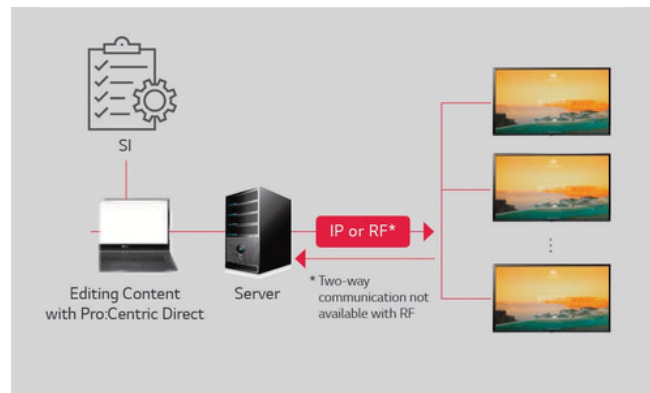 SI
Editing Content
with Pro:Centric Direct
Server
IP or RF*
* Two-way
communication not
available with RF